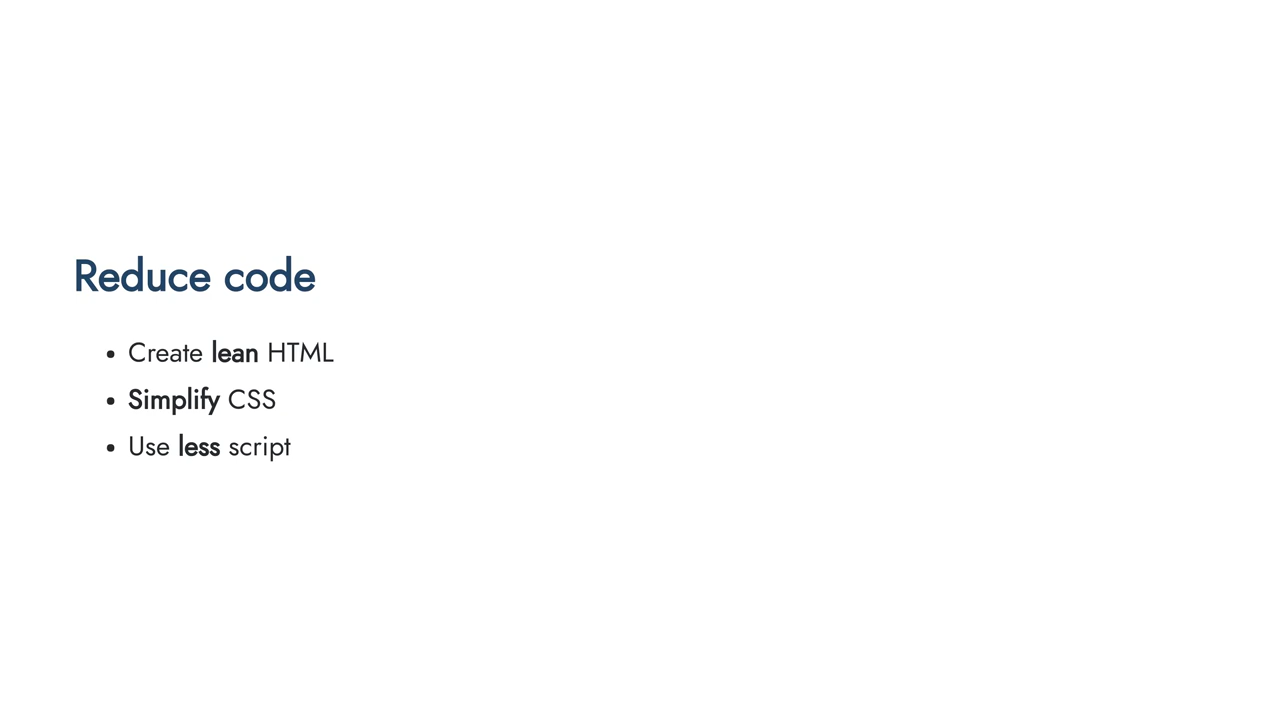 Reduce code
• Create lean HTML
• Simplify CSS
• Use less script